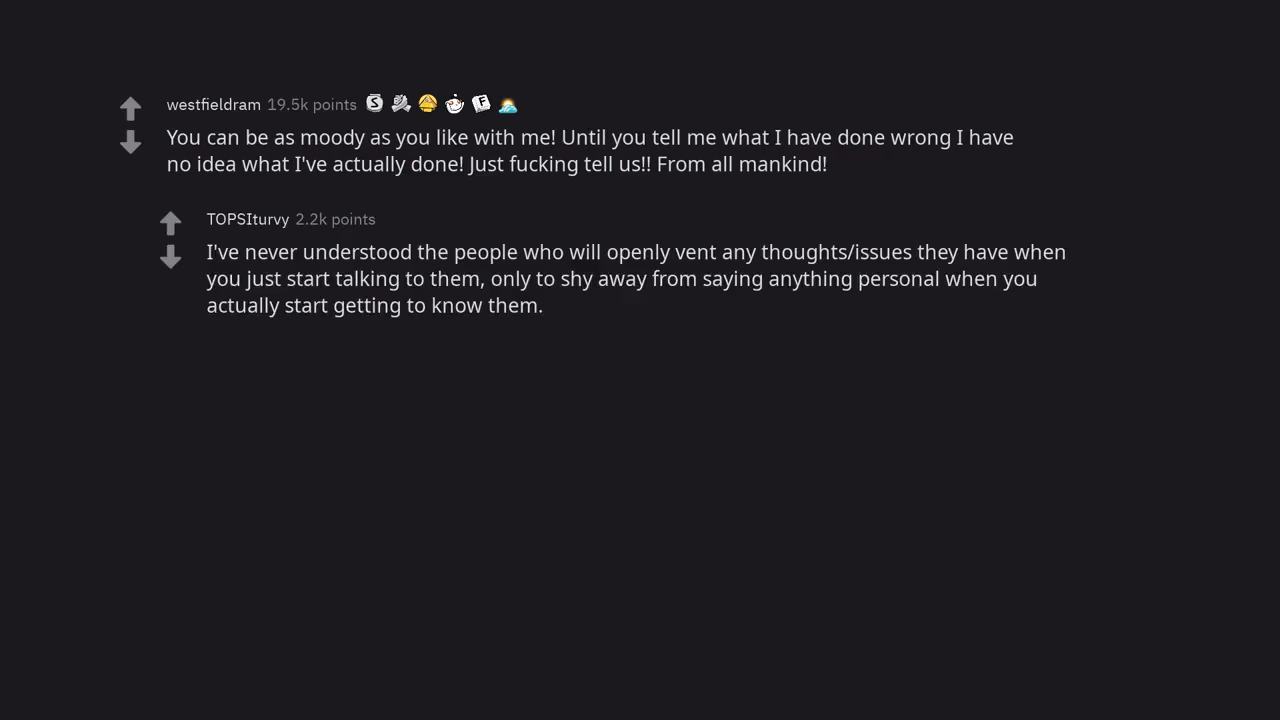 westfieldram 19.5k points
You can be as moody as you like with me! Until you tell me what I have done wrong I have
no idea what I've actually done! Just fucking tell us!! From all mankind!
TOPSIturvy 2.2k points
I've never understood the people who will openly vent any thoughts/issues they have when
you just start talking to them, only to shy away from saying anything personal when you
actually start getting to know them.